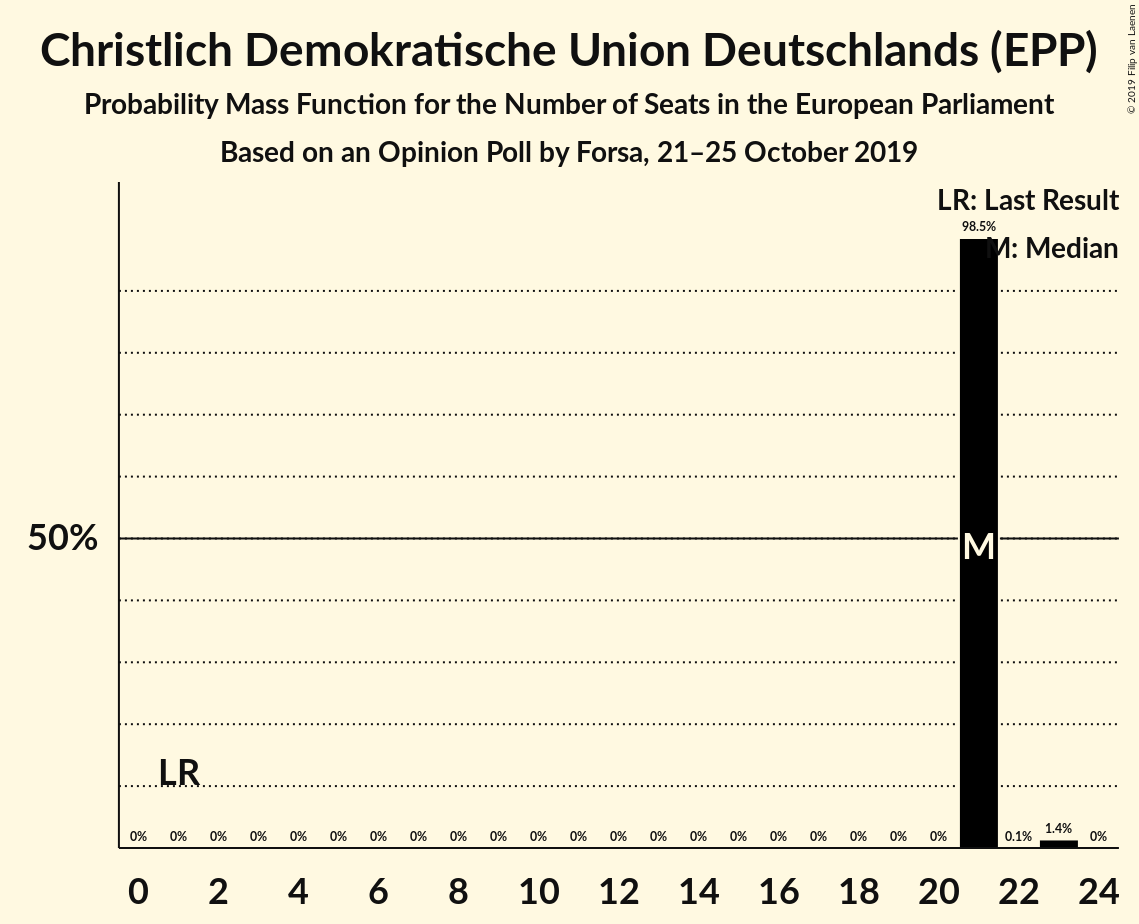 Christlich Demokratische Union Deutschlands (EPP)
Probability Mass Function for the Number of Seats in the European Parliament
Based on an Opinion Poll by Forsa, 21–25 October 2019
© 2019 Filip van Laenen
LR: Last Result
98.5%
M: Median
50%
M
LR
0% 0% 0% 0% 0% 0% 0% 0% 0% 0% 0% 0% 0% 0% 0% 0% 0% 0% 0% 0% 0% 0.1% 1.4% 0%
0 2 4 6 8 10 12 14 16 18 20 22 24